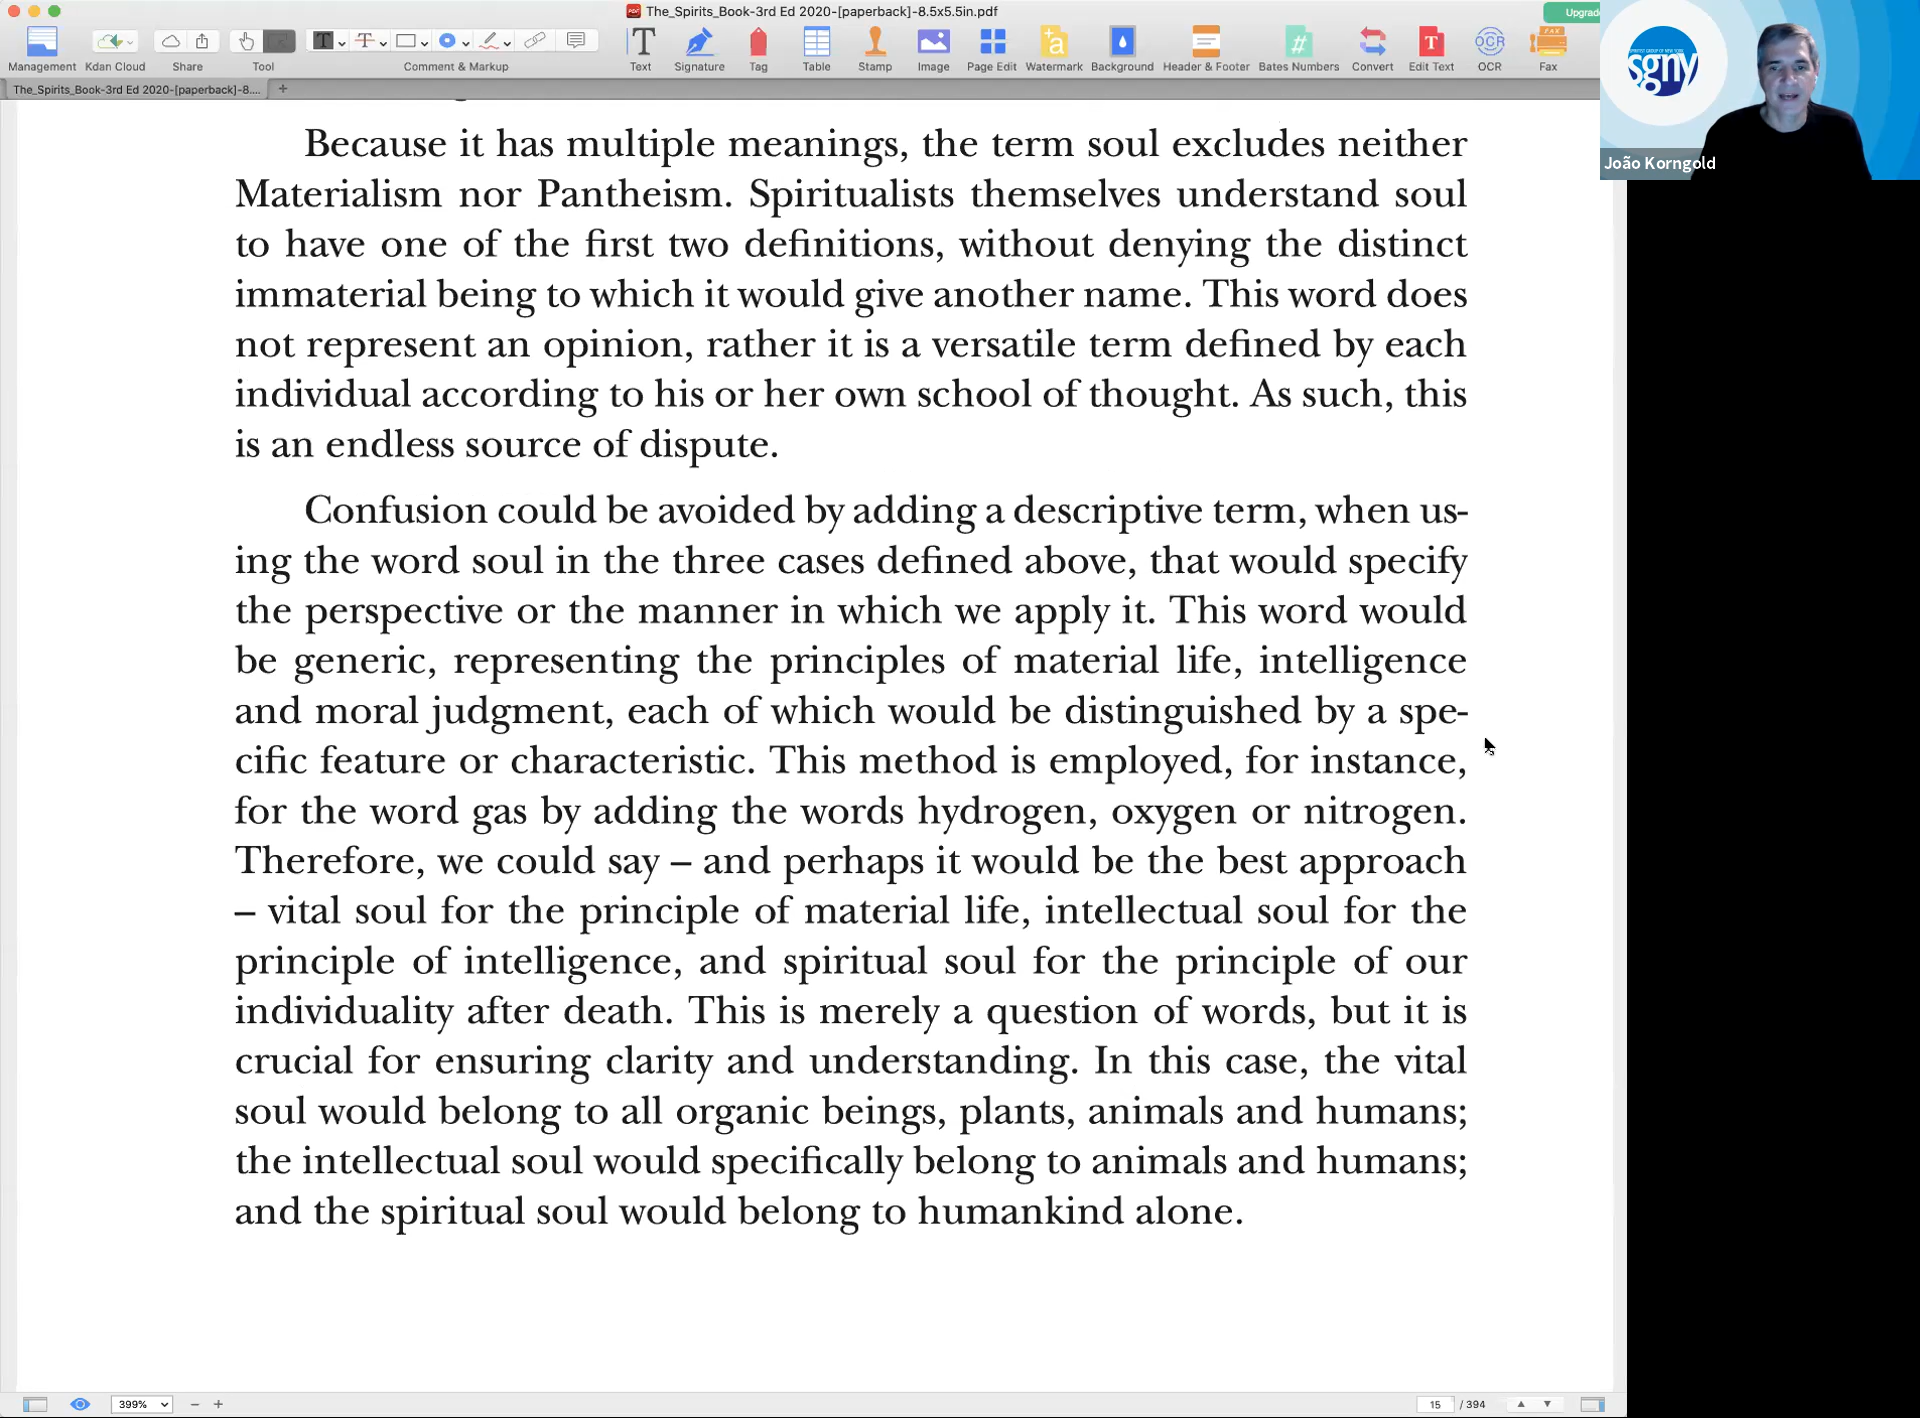 The_Spirits_Book-3rd Ed 2020-[paperback]-8.5x5.5in.pdf
Management Kdan Cloud Share Tool Comment & Markup Text Signature Tag Table Stamp Image Page Edit Watermark Background Header & Footer Bates Numbers Convert Edit Text OCR Fax
Upgrade
The_Spirits_Book-3rd Ed 2020-[paperback]-8....
sgny
João Korngold
Because it has multiple meanings, the term soul excludes neither
Materialism nor Pantheism. Spiritualists themselves understand soul
to have one of the first two definitions, without denying the distinct
immaterial being to which it would give another name. This word does
not represent an opinion, rather it is a versatile term defined by each
individual according to his or her own school of thought. As such, this
is an endless source of dispute.
Confusion could be avoided by adding a descriptive term, when us-
ing the word soul in the three cases defined above, that would specify
the perspective or the manner in which we apply it. This word would
be generic, representing the principles of material life, intelligence
and moral judgment, each of which would be distinguished by a spe-
cific feature or characteristic. This method is employed, for instance,
for the word gas by adding the words hydrogen, oxygen or nitrogen.
Therefore, we could say – and perhaps it would be the best approach
– vital soul for the principle of material life, intellectual soul for the
principle of intelligence, and spiritual soul for the principle of our
individuality after death. This is merely a question of words, but it is
crucial for ensuring clarity and understanding. In this case, the vital
soul would belong to all organic beings, plants, animals and humans;
the intellectual soul would specifically belong to animals and humans;
and the spiritual soul would belong to humankind alone.
399% 15 / 394